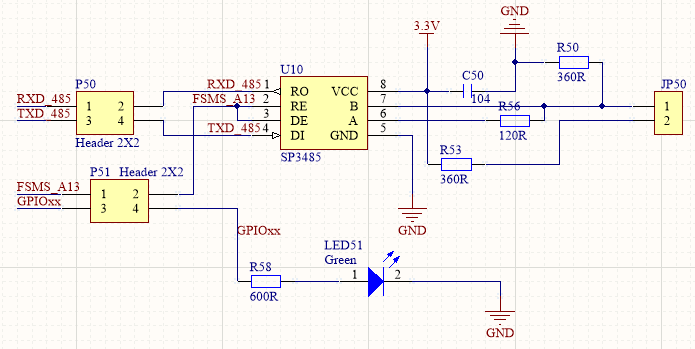 GND
3.3V
R50
360R
P50
U10
C50
104
JP50
RXD_485
TXD_485
1 2
3 4
Header 2X2
RXD_485 1
FSMS_A13 2
3
TXD_485 4
RO VCC
RE B
DE A
DI GND
8
7
6
5
SP3485
R56
120R
1
2
R53
360R
P51 Header 2X2
FSMS_A13
GPIOxx
1 2
3 4
GND
GPIOxx
LED51
Green
R58
600R
1 2
GND